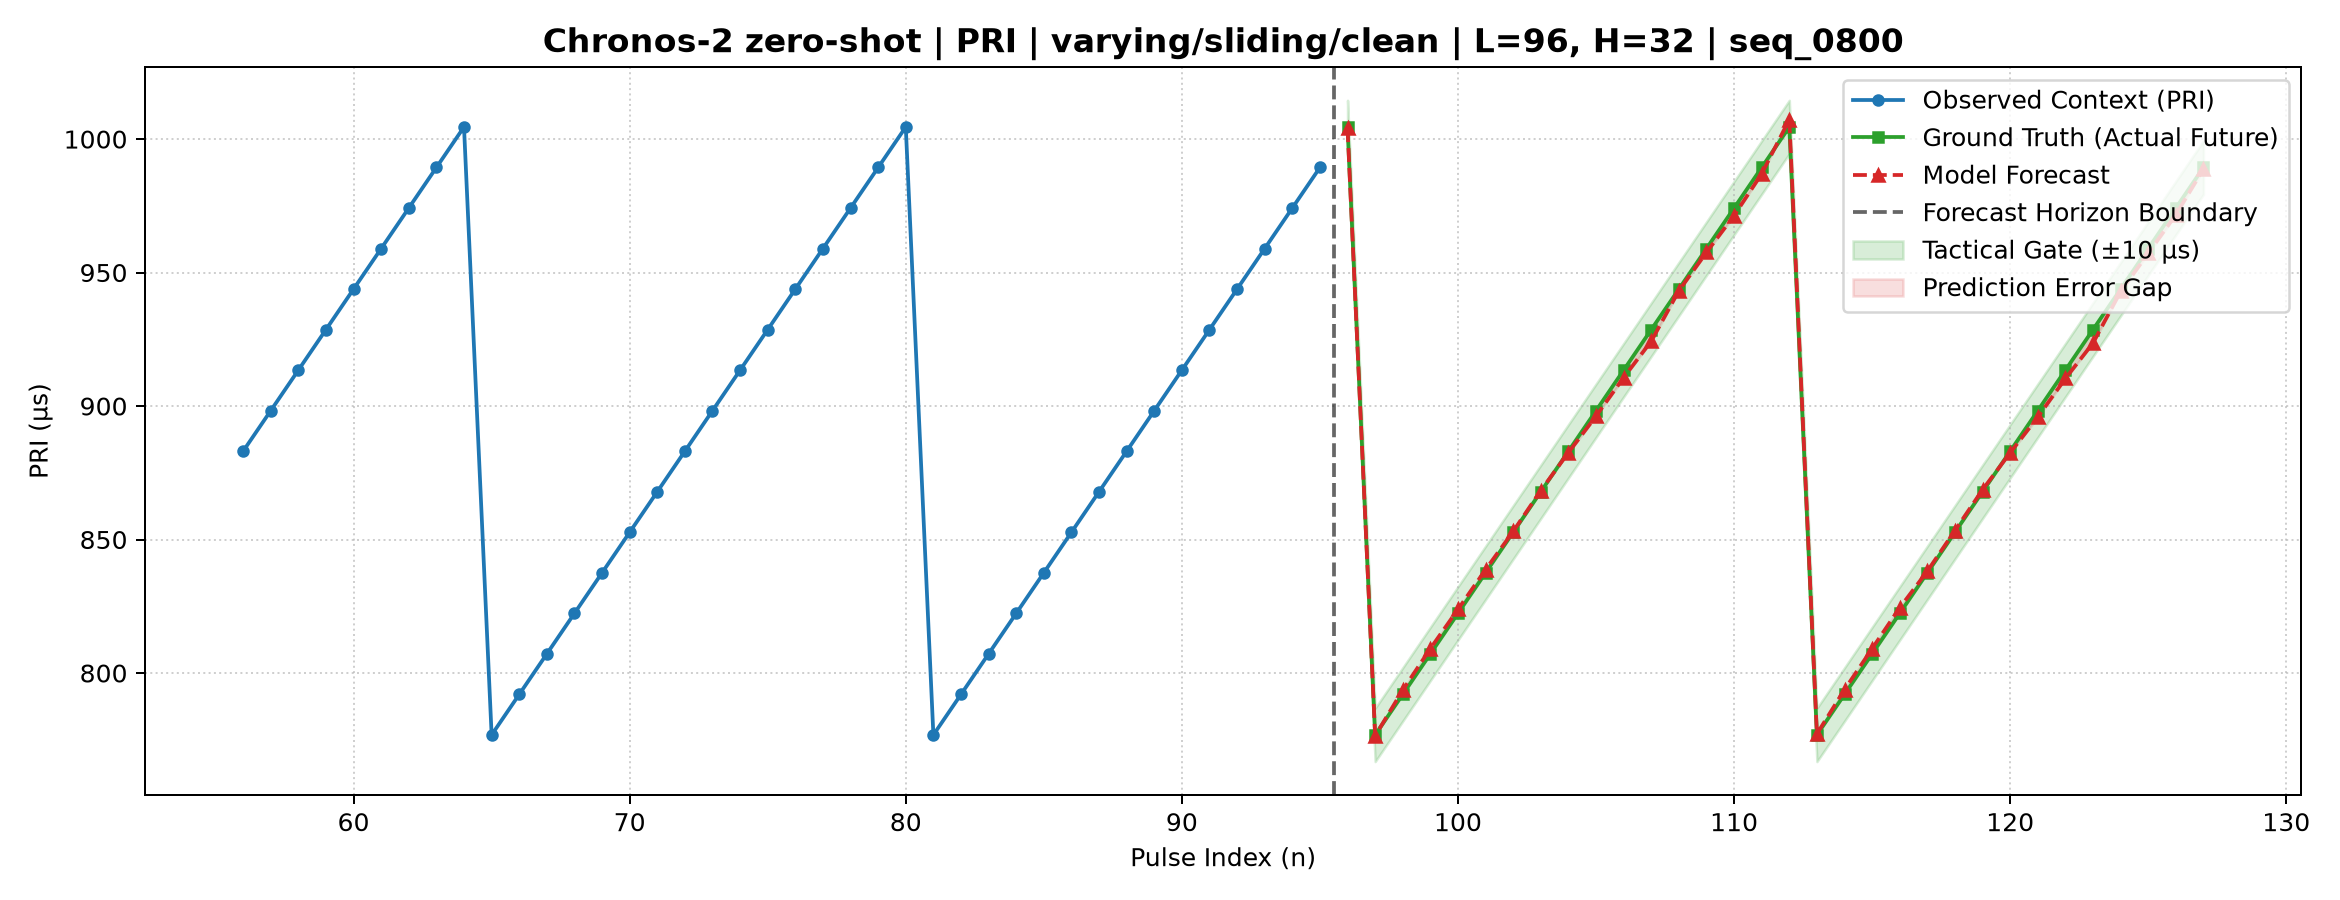 Chronos-2 zero-shot | PRI | varying/sliding/clean | L=96, H=32 | seq_0800
PRI (µs)
1000
950
900
850
800
60
70
80
90
100
110
120
130
Pulse Index (n)
Observed Context (PRI)
Ground Truth (Actual Future)
Model Forecast
Forecast Horizon Boundary
Tactical Gate (±10 µs)
Prediction Error Gap